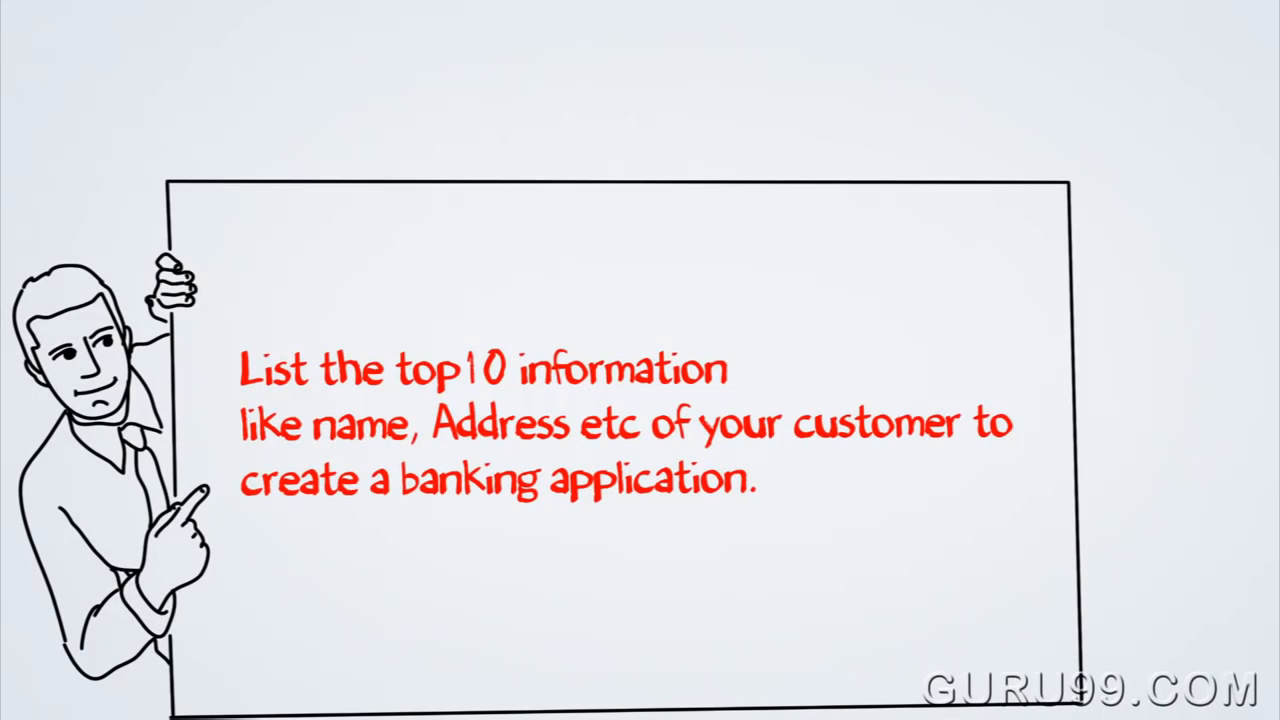 List the top10 information
like name, Address etc of your customer to
create a banking application.
GURU99.COM